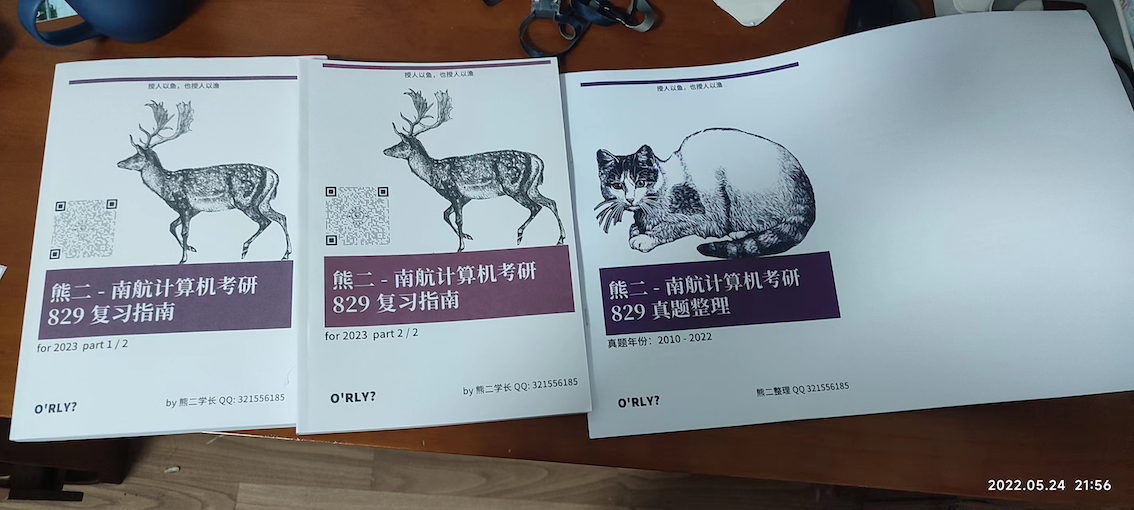 授人以鱼，也授人以渔
熊二 - 南航计算机考研
829 复习指南
for 2023 part 1 / 2
by 熊二学长 QQ: 321556185
O'RLY?
授人以鱼，也授人以渔
熊二 - 南航计算机考研
829 复习指南
for 2023 part 2 / 2
by 熊二学长 QQ: 321556185
O'RLY?
授人以鱼，也授人以渔
熊二 - 南航计算机考研
829 真题整理
真题年份：2010 - 2022
熊二整理 QQ 321556185
O'RLY?
2022.05.24 21:56